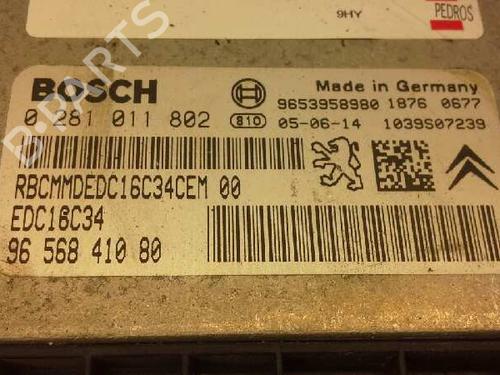 9HY
PEDROS
BOSCH
Made in Germany
9653958980 1876 0677
0 281 011 802 810 05-06-14 1039S07239
RBCMMDEDC16C34CEM 00
EDC16C34
96 568 410 80
B-PARTS